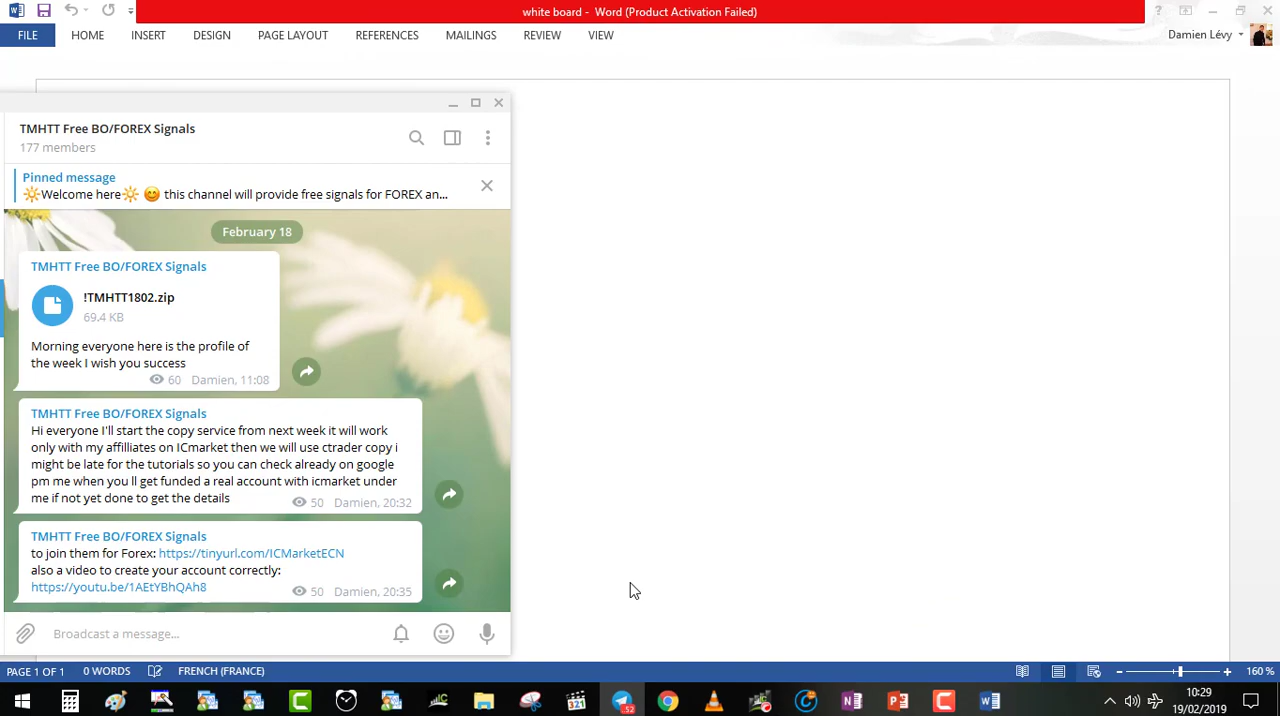 white board - Word (Product Activation Failed)
FILE HOME INSERT DESIGN PAGE LAYOUT REFERENCES MAILINGS REVIEW VIEW
Damien Lévy
TMHTT Free BO/FOREX Signals
177 members
Pinned message
☀Welcome here☀ 😊 this channel will provide free signals for FOREX an...
February 18
TMHTT Free BO/FOREX Signals
!TMHTT1802.zip
69.4 KB
Morning everyone here is the profile of
the week I wish you success
60 Damien, 11:08
TMHTT Free BO/FOREX Signals
Hi everyone I'll start the copy service from next week it will work
only with my affilliates on ICmarket then we will use ctrader copy i
might be late for the tutorials so you can check already on google
pm me when you ll get funded a real account with icmarket under
me if not yet done to get the details
50 Damien, 20:32
TMHTT Free BO/FOREX Signals
to join them for Forex: https://tinyurl.com/ICMarketECN
also a video to create your account correctly:
https://youtu.be/1AEtYBhQAh8
50 Damien, 20:35
Broadcast a message...
PAGE 1 OF 1 0 WORDS FRENCH (FRANCE) 160 %
321
..52
10:29
19/02/2019